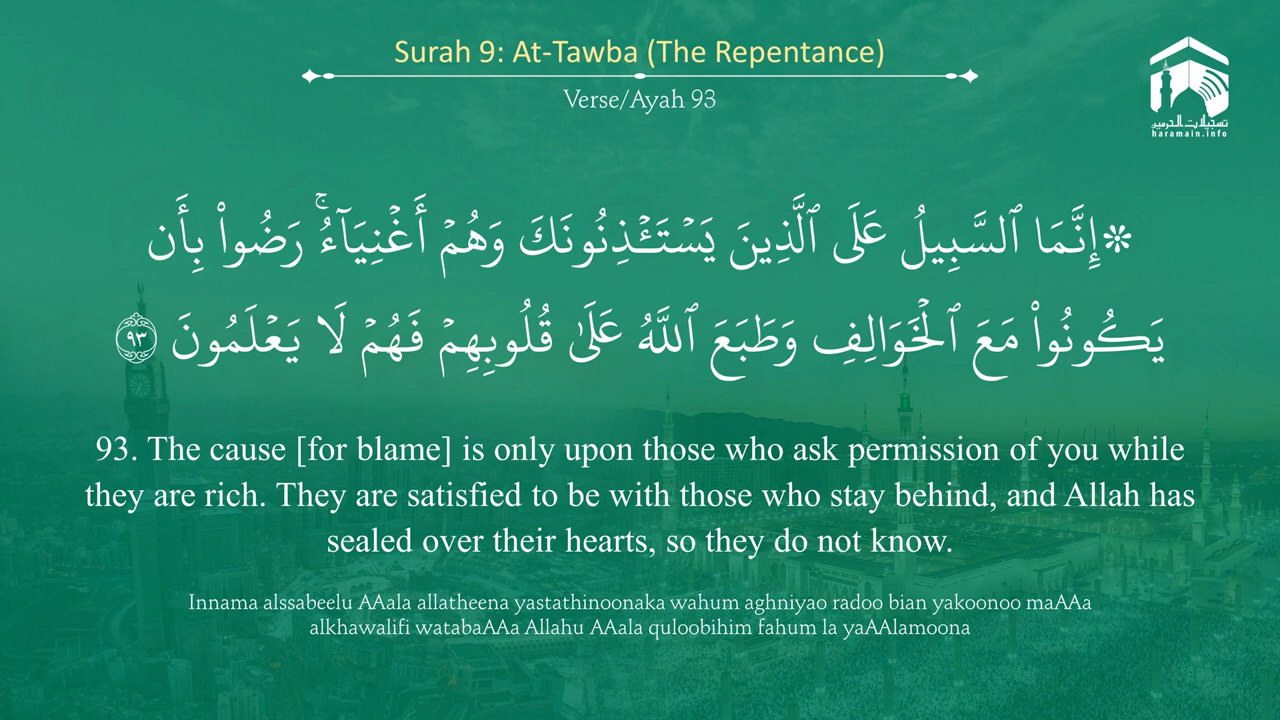 Surah 9: At-Tawba (The Repentance)
Verse/Ayah 93
تسجيلات الحرمين
haramain.info
۞إِنَّمَا ٱلسَّبِيلُ عَلَى ٱلَّذِينَ يَسْتَـْٔذِنُونَكَ وَهُمْ أَغْنِيَآءُ ۚ رَضُوا۟ بِأَن
يَكُونُوا۟ مَعَ ٱلْخَوَالِفِ وَطَبَعَ ٱللَّهُ عَلَىٰ قُلُوبِهِمْ فَهُمْ لَا يَعْلَمُونَ ٩٣
93. The cause [for blame] is only upon those who ask permission of you while
they are rich. They are satisfied to be with those who stay behind, and Allah has
sealed over their hearts, so they do not know.
Innama alssabeelu AAala allatheena yastathinoonaka wahum aghniyao radoo bian yakoonoo maAAa
alkhawalifi watabaAAa Allahu AAala quloobihim fahum la yaAAlamoona